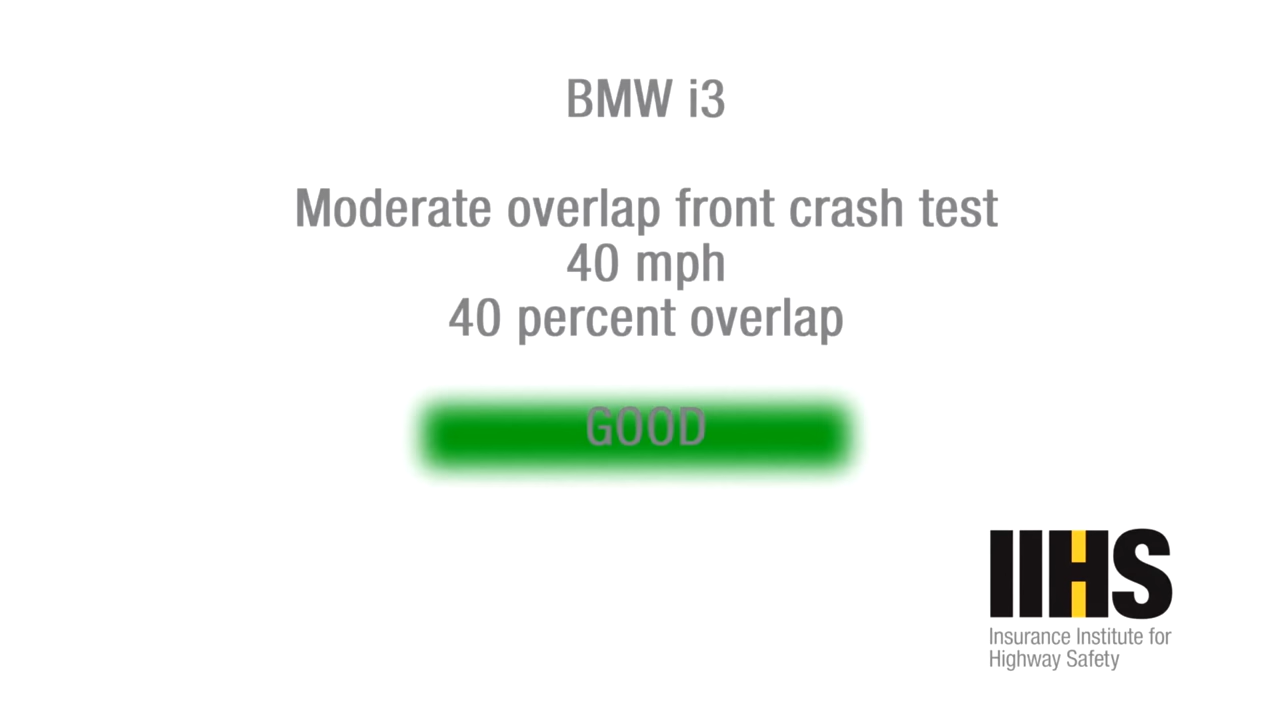 BMW i3
Moderate overlap front crash test
40 mph
40 percent overlap
GOOD
IIHS
Insurance Institute for
Highway Safety